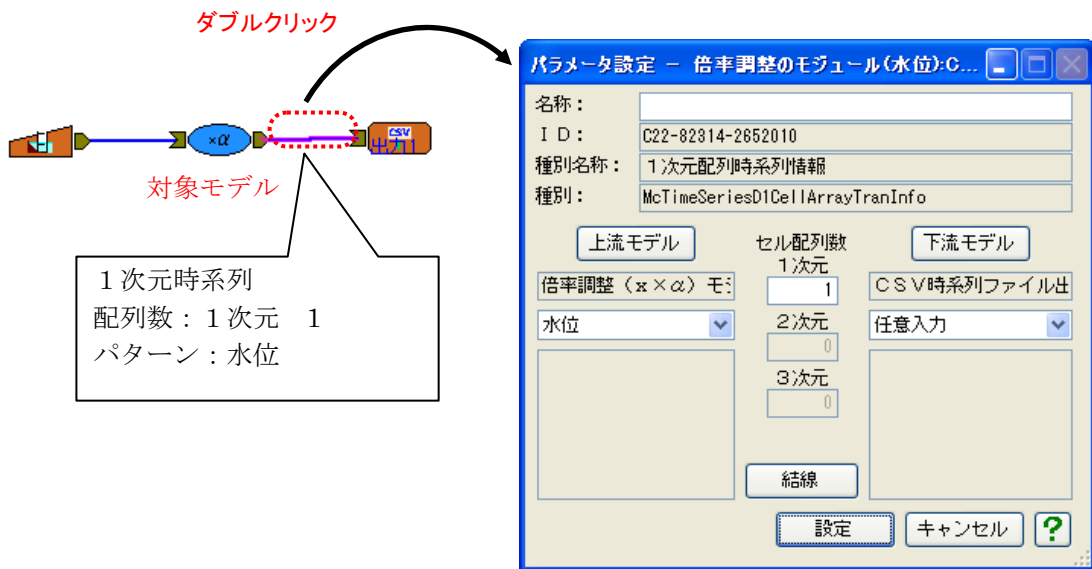 ダブルクリック
×α
CSV
出力1
対象モデル
１次元時系列
配列数：１次元　１
パターン：水位
パラメータ設定 － 倍率調整のモジュール(水位):C...
名称：
ＩＤ：
C22-82314-2652010
種別名称：
１次元配列時系列情報
種別：
McTimeSeriesD1CellArrayTranInfo
上流モデル
セル配列数
下流モデル
１次元
倍率調整（x×α）モ
1
ＣＳＶ時系列ファイル出
水位
２次元
任意入力
0
３次元
0
結線
設定
キャンセル
?